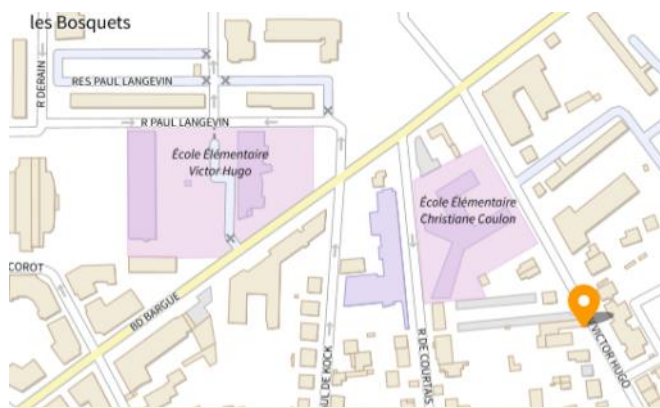 les Bosquets
R DERAIN
RES PAUL LANGEVIN
R PAUL LANGEVIN
École Élémentaire
Victor Hugo
École Élémentaire
Christiane Coulon
COROT
BD BARGUE
UL DE KOCK
R DE COURTAIS
VICTOR HUGO